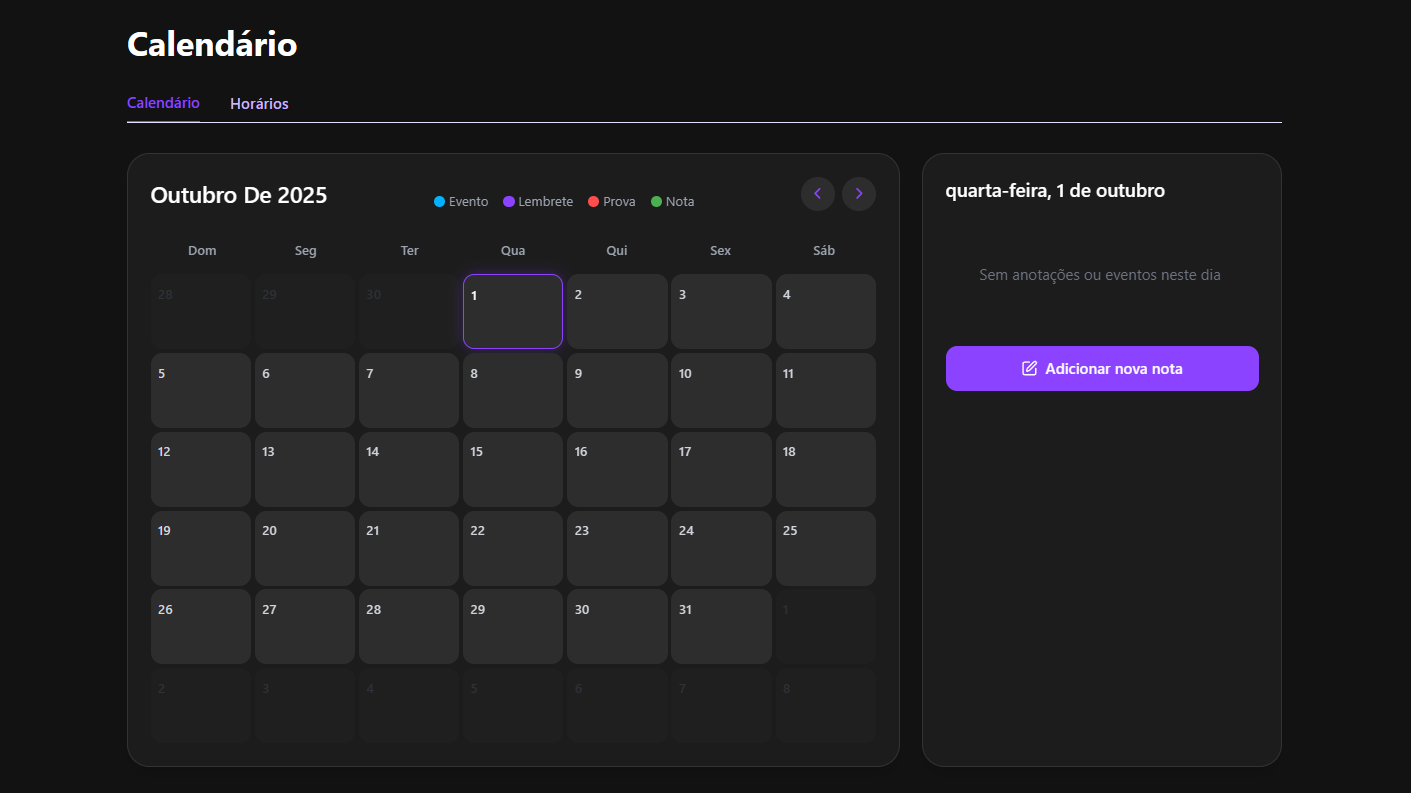 Calendário
Calendário Horários
Outubro De 2025
Evento Lembrete Prova Nota
Dom Seg Ter Qua Qui Sex Sáb
28 29 30 1 2 3 4
5 6 7 8 9 10 11
12 13 14 15 16 17 18
19 20 21 22 23 24 25
26 27 28 29 30 31 1
2 3 4 5 6 7 8
quarta-feira, 1 de outubro
Sem anotações ou eventos neste dia
Adicionar nova nota